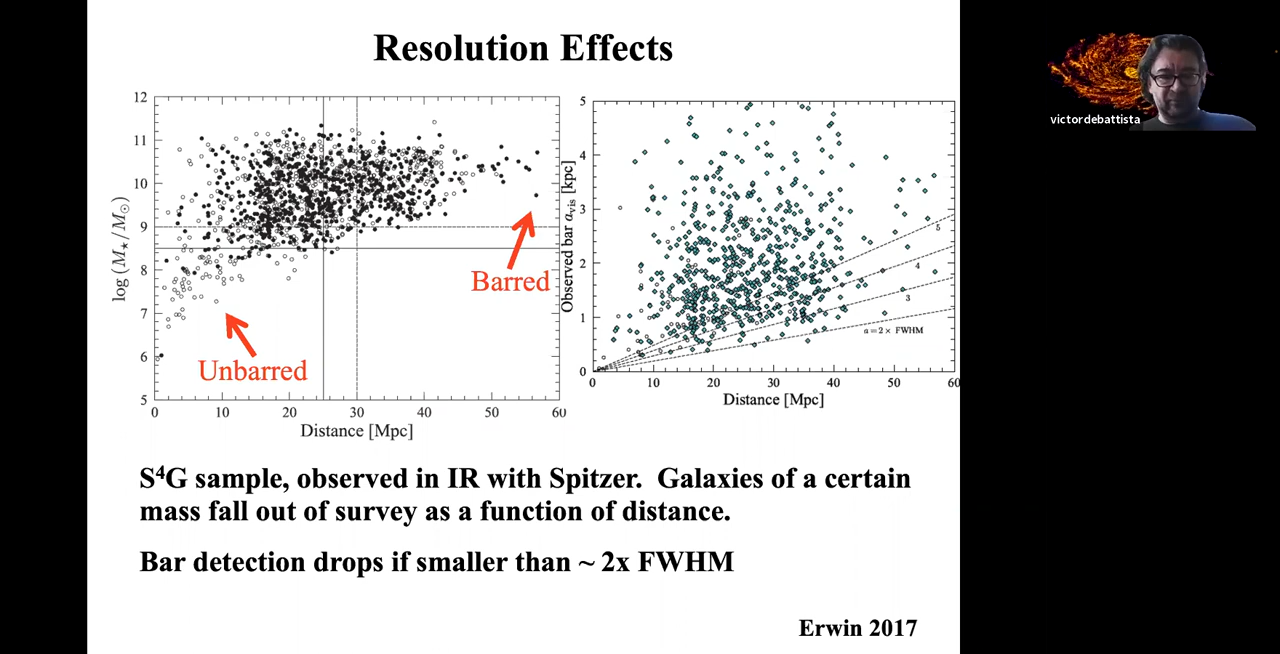 Resolution Effects
victordebattista
12
11
10
9
8
7
6
5
log (M⋆/M⊙)
0
10
20
30
40
50
60
Distance [Mpc]
Barred
Unbarred
5
4
3
2
1
0
Observed bar a_vis [kpc]
5
4
3
a = 2 × FWHM
0
10
20
30
40
50
60
Distance [Mpc]
S⁴G sample, observed in IR with Spitzer. Galaxies of a certain
mass fall out of survey as a function of distance.
Bar detection drops if smaller than ~ 2x FWHM
Erwin 2017